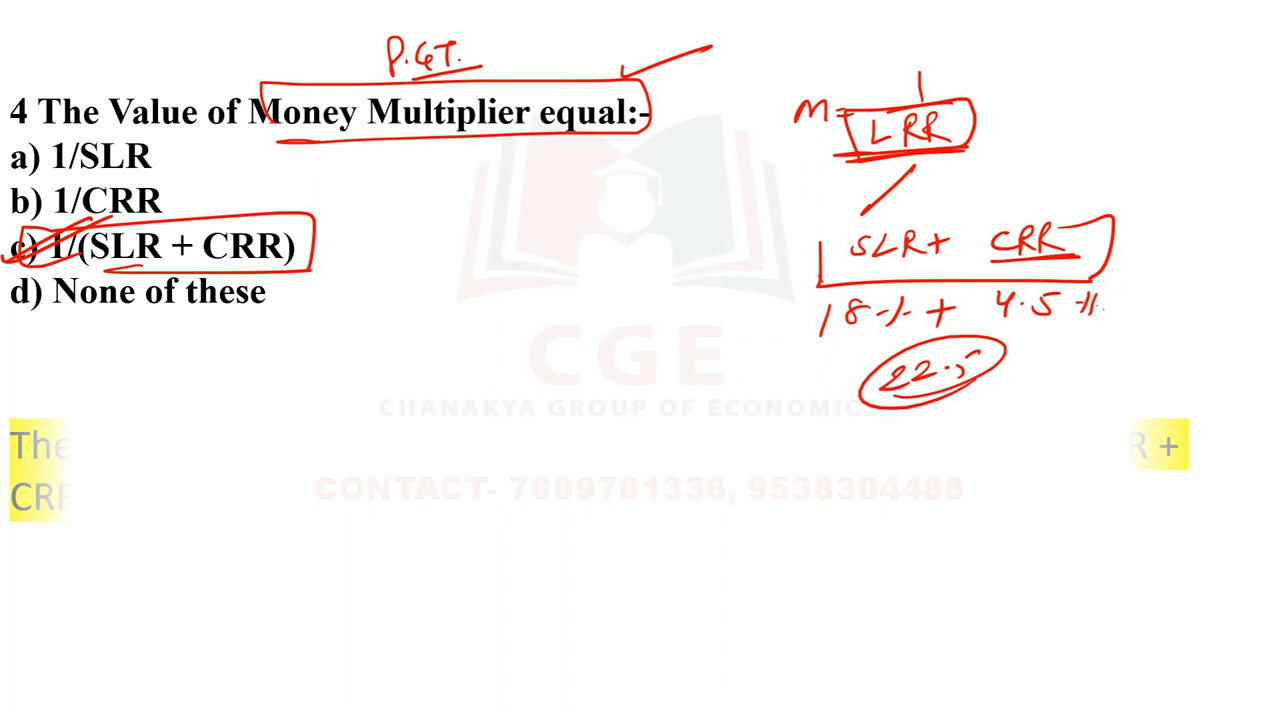 P.GT.
4 The Value of Money Multiplier equal:-
a) 1/SLR
b) 1/CRR
c) 1/(SLR + CRR)
d) None of these
M = 1
LRR
SLR + CRR
18% + 4.5%
22.5
CGE
CHANAKYA GROUP OF ECONOMICS
The R +
CRR
CONTACT- 7009781336, 9538304488